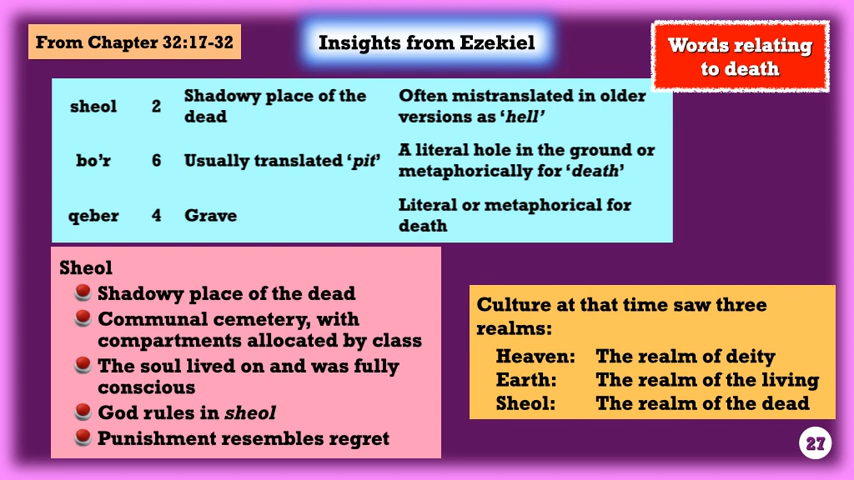 From Chapter 32:17-32
Insights from Ezekiel
Words relating
to death
sheol 2 Shadowy place of the dead Often mistranslated in older versions as ‘hell’
bo’r 6 Usually translated ‘pit’ A literal hole in the ground or metaphorically for ‘death’
qeber 4 Grave Literal or metaphorical for death
Sheol
Shadowy place of the dead
Communal cemetery, with
compartments allocated by class
The soul lived on and was fully
conscious
God rules in sheol
Punishment resembles regret
Culture at that time saw three
realms:
Heaven: The realm of deity
Earth: The realm of the living
Sheol: The realm of the dead
27